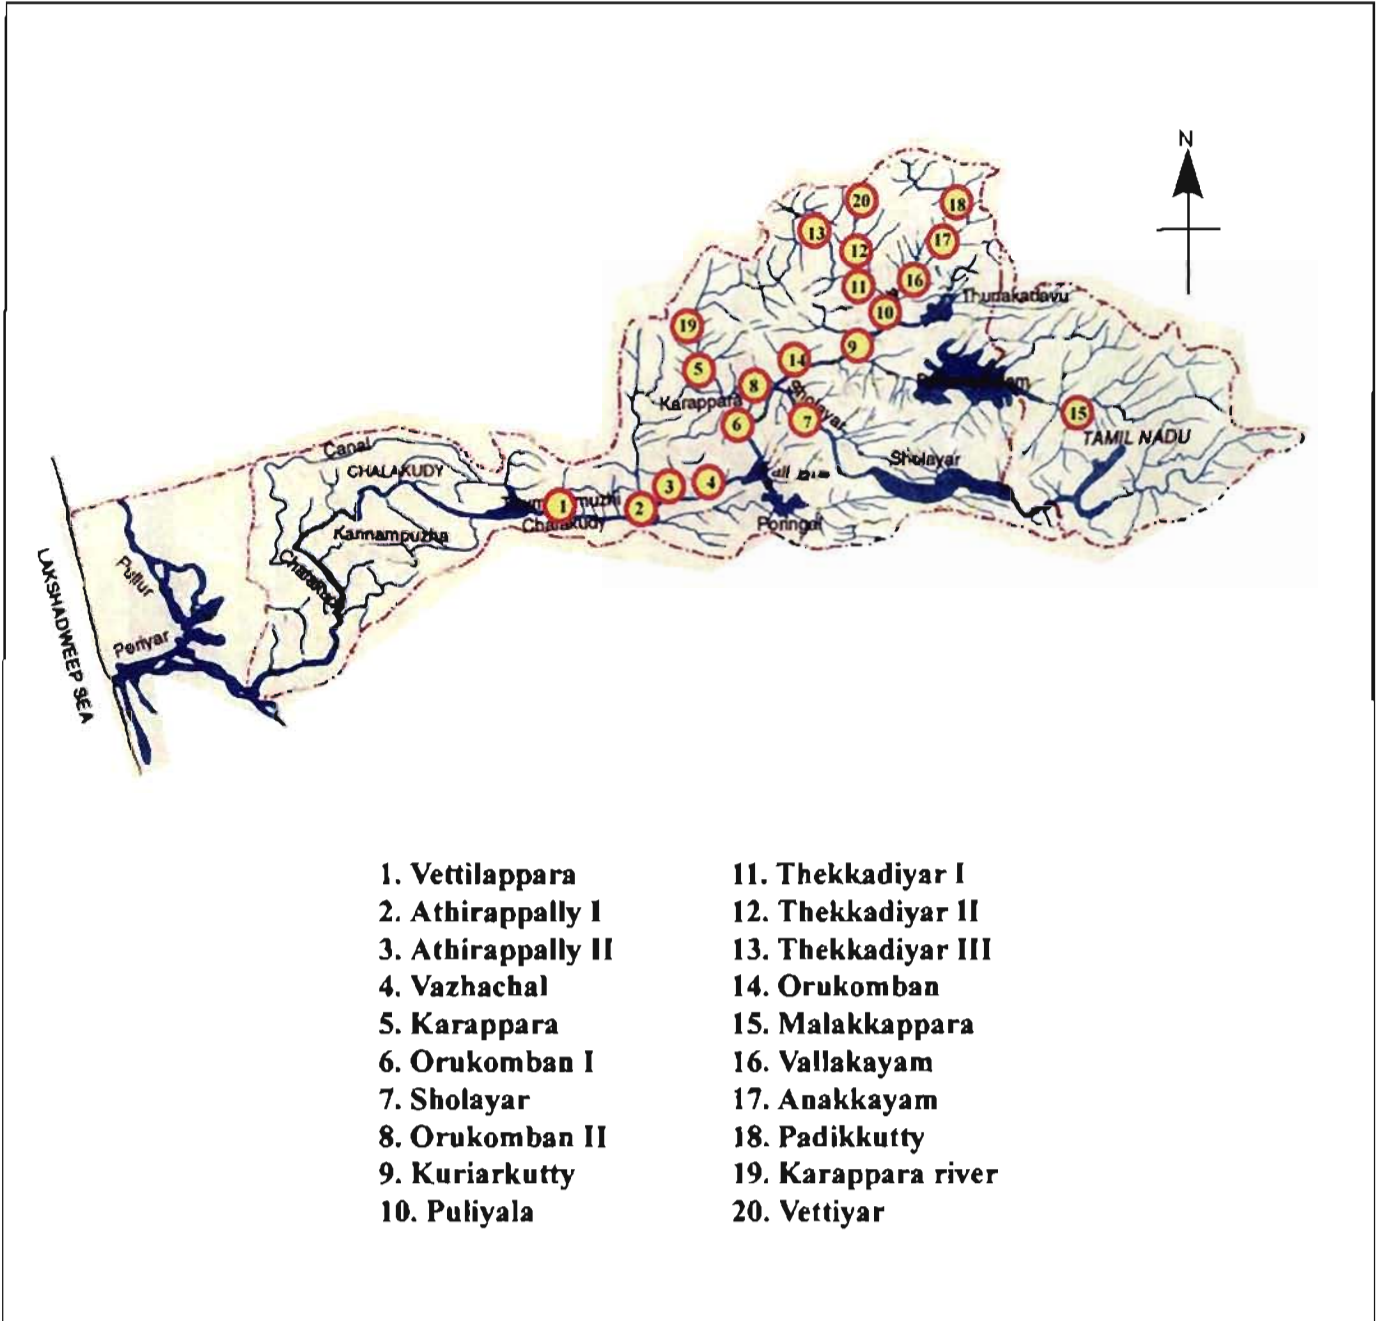 N
20
18
13
12
17
11
16
10
Thunakadavu
19
9
14
5
8
Karappara
Sholayar
6
7
15
TAMIL NADU
Canal
CHALAKUDY
Sholayar
3
4
1
2
Chalakudy
Poringal
Kannampuzha
Chalakudy
Puttur
Periyar
LAKSHADWEEP SEA
1. Vettilappara
2. Athirappally I
3. Athirappally II
4. Vazhachal
5. Karappara
6. Orukomban I
7. Sholayar
8. Orukomban II
9. Kuriarkutty
10. Puliyala
11. Thekkadiyar I
12. Thekkadiyar II
13. Thekkadiyar III
14. Orukomban
15. Malakkappara
16. Vallakayam
17. Anakkayam
18. Padikkutty
19. Karappara river
20. Vettiyar